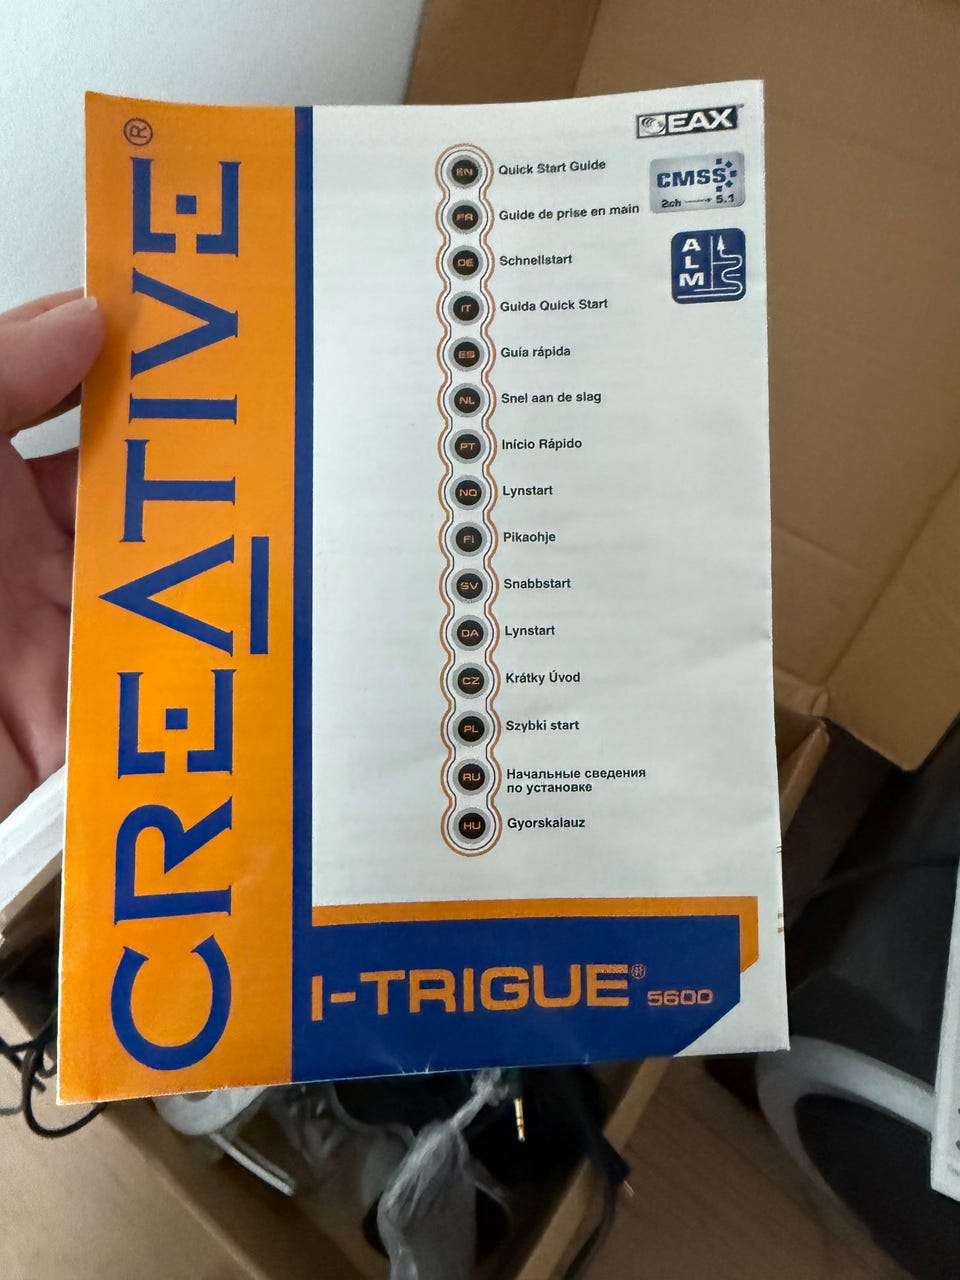 CREATIVE®
EAX™
CMSS
2ch 5.1
ALM
EN Quick Start Guide
FR Guide de prise en main
DE Schnellstart
IT Guida Quick Start
ES Guía rápida
NL Snel aan de slag
PT Início Rápido
NO Lynstart
FI Pikaohje
SV Snabbstart
DA Lynstart
CZ Krátky Úvod
PL Szybki start
RU Начальные сведения
по установке
HU Gyorskalauz
I-TRIGUE® 5600